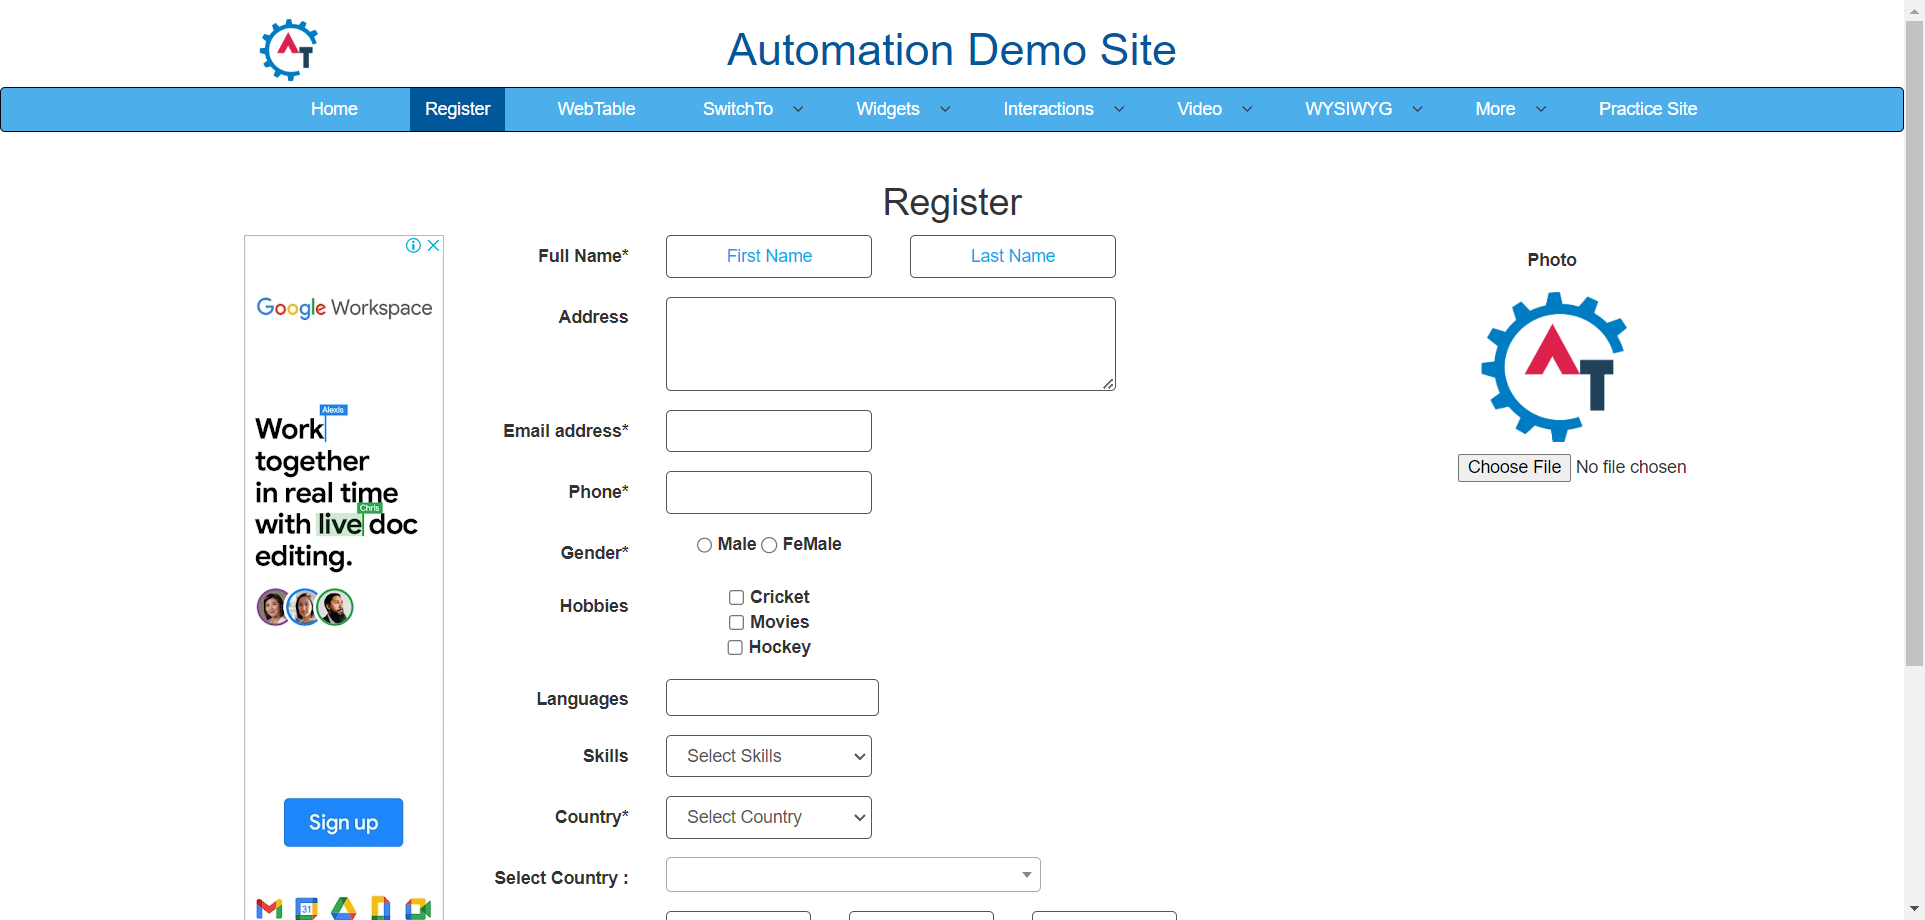 AT
Automation Demo Site
Home Register WebTable SwitchTo Widgets Interactions Video WYSIWYG More Practice Site
Register
Full Name* First Name Last Name
Photo
AT
Choose File No file chosen
Address
Email address*
Phone*
Gender* Male FeMale
Hobbies Cricket
Movies
Hockey
Languages
Skills Select Skills
Country* Select Country
Select Country :
Google Workspace
Alexis
Work
together
in real time
Chris
with live doc
editing.
Sign up
31